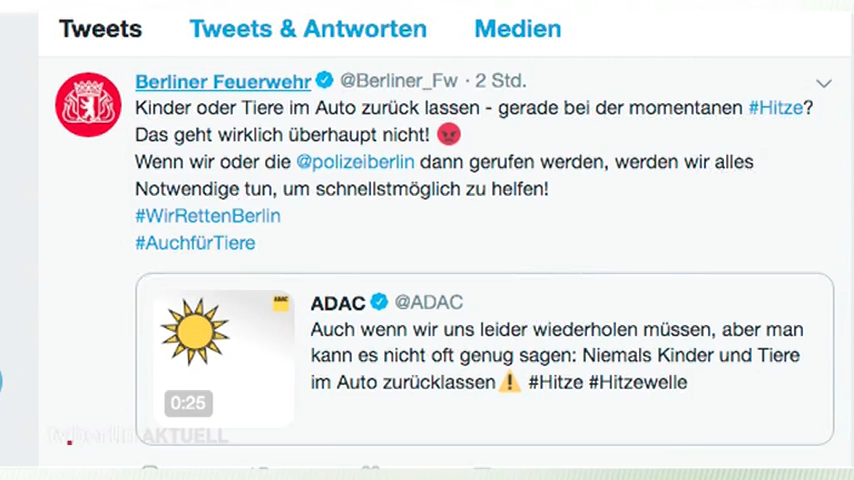 Tweets Tweets & Antworten Medien
Berliner Feuerwehr @Berliner_Fw · 2 Std.
Kinder oder Tiere im Auto zurück lassen - gerade bei der momentanen #Hitze?
Das geht wirklich überhaupt nicht!
Wenn wir oder die @polizeiberlin dann gerufen werden, werden wir alles
Notwendige tun, um schnellstmöglich zu helfen!
#WirRettenBerlin
#AuchfürTiere
ADAC
ADAC @ADAC
Auch wenn wir uns leider wiederholen müssen, aber man
kann es nicht oft genug sagen: Niemals Kinder und Tiere
im Auto zurücklassen #Hitze #Hitzewelle
0:25
AKTUELL